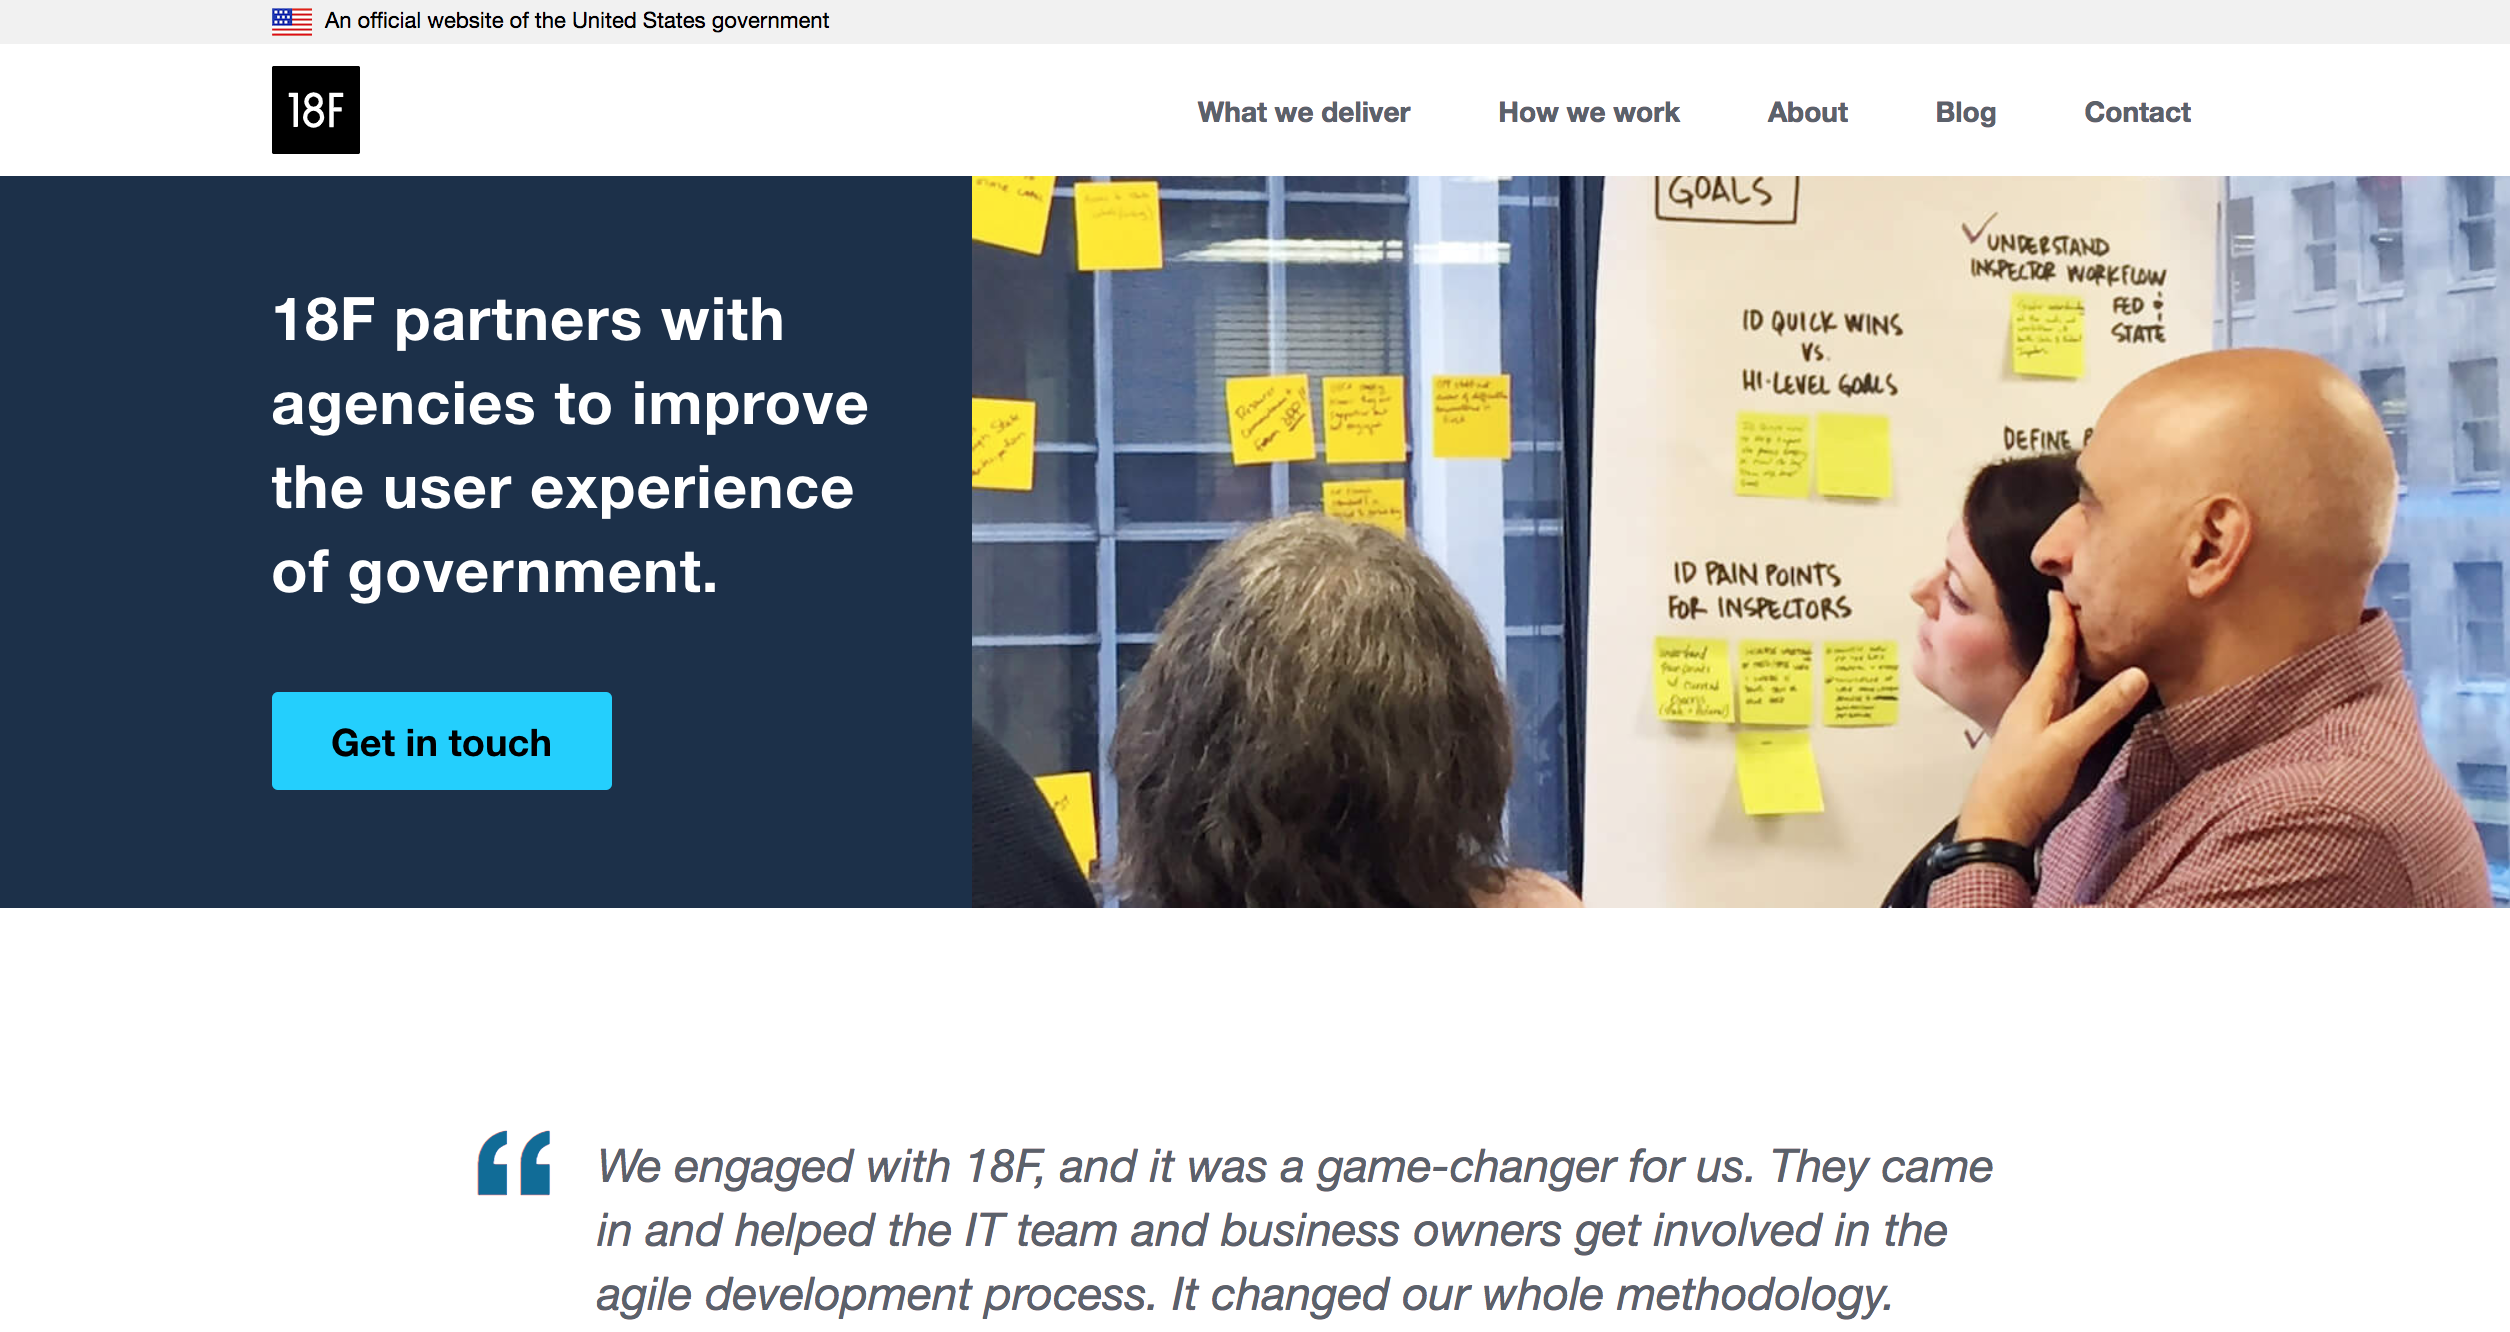 An official website of the United States government
18F
What we deliver
How we work
About
Blog
Contact
18F partners with
agencies to improve
the user experience
of government.
Get in touch
GOALS
UNDERSTAND
INSPECTOR WORKFLOW
FED &
STATE
ID QUICK WINS
VS.
HI-LEVEL GOALS
DEFINE
ID PAIN POINTS
FOR INSPECTORS
We engaged with 18F, and it was a game-changer for us. They came
in and helped the IT team and business owners get involved in the
agile development process. It changed our whole methodology.